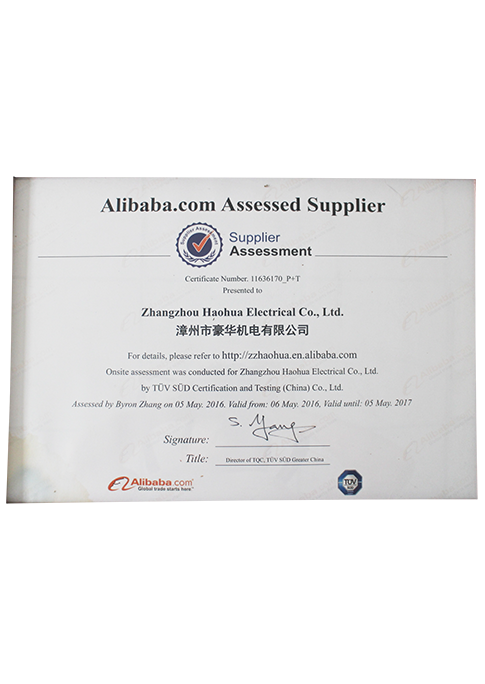 Alibaba.com Assessed Supplier
Supplier Assessment
Supplier
Assessment
Certificate Number. 11636170_P+T
Presented to
Zhangzhou Haohua Electrical Co., Ltd.
漳州市豪华机电有限公司
For details, please refer to http://zzhaohua.en.alibaba.com
Onsite assessment was conducted for Zhangzhou Haohua Electrical Co., Ltd.
by TÜV SÜD Certification and Testing (China) Co., Ltd.
Assessed by Byron Zhang on 05 May. 2016, Valid from: 06 May. 2016, Valid until: 05 May. 2017
S. Yang
Signature:
Title: Director of TQC, TÜV SÜD Greater China
Alibaba.com®
Global trade starts here.™
TÜV
SÜD